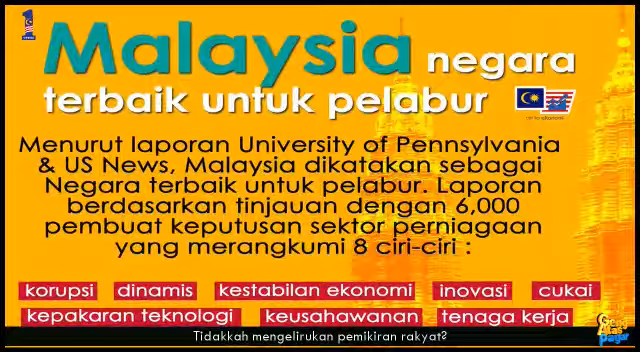 Malaysia negara
terbaik untuk pelabur
Menurut laporan University of Pennsylvania
& US News, Malaysia dikatakan sebagai
Negara terbaik untuk pelabur. Laporan
berdasarkan tinjauan dengan 6,000
pembuat keputusan sektor perniagaan
yang merangkumi 8 ciri-ciri :
korupsi dinamis kestabilan ekonomi inovasi cukai
kepakaran teknologi keusahawanan tenaga kerja
Tidakkah mengelirukan pemikiran rakyat?